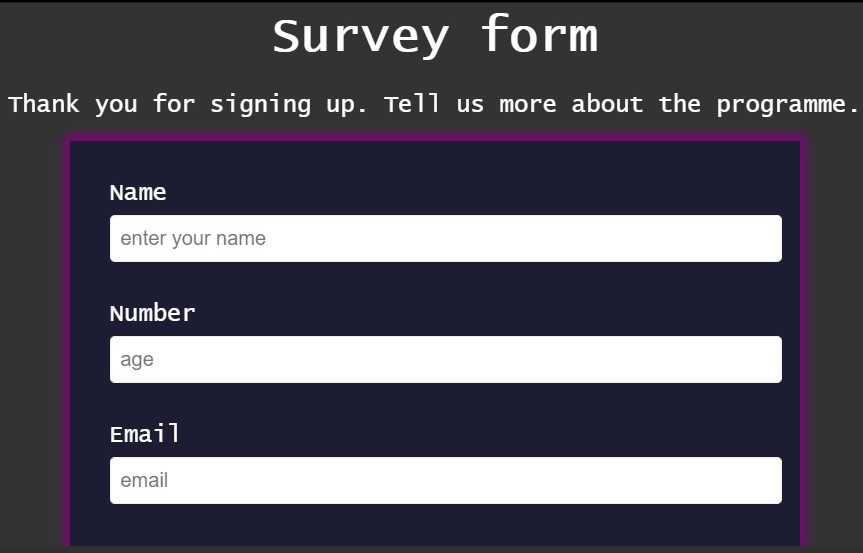 Survey form
Thank you for signing up. Tell us more about the programme.
Name
enter your name
Number
age
Email
email